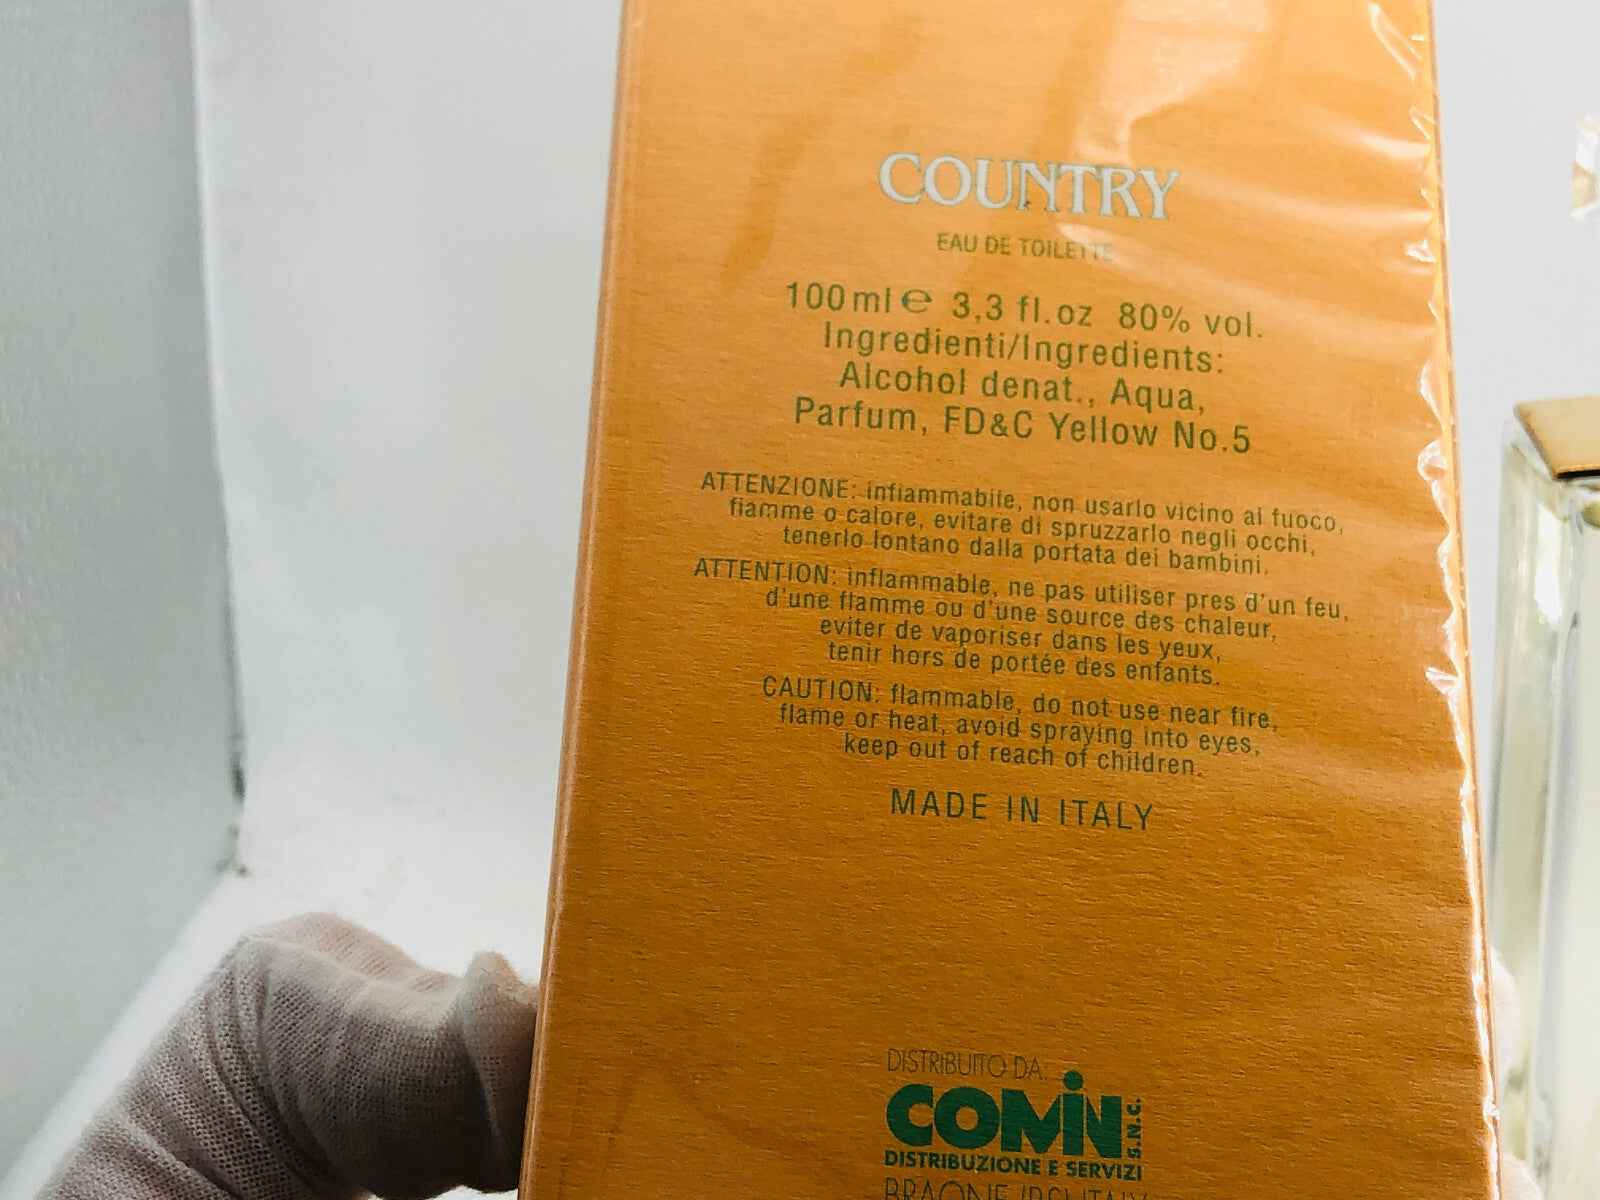 COUNTRY
EAU DE TOILETTE
100 ml ℮ 3,3 fl.oz 80% vol.
Ingredienti/Ingredients:
Alcohol denat., Aqua,
Parfum, FD&C Yellow No.5
ATTENZIONE: infiammabile, non usarlo vicino al fuoco,
fiamme o calore, evitare di spruzzarlo negli occhi,
tenerlo lontano dalla portata dei bambini.
ATTENTION: inflammable, ne pas utiliser pres d'un feu,
d'une flamme ou d'une source des chaleur,
eviter de vaporiser dans les yeux,
tenir hors de portée des enfants.
CAUTION: flammable, do not use near fire,
flame or heat, avoid spraying into eyes,
keep out of reach of children.
MADE IN ITALY
DISTRIBUITO DA:
COMIN S.N.C.
DISTRIBUZIONE E SERVIZI
BRAONE (BS) ITALY